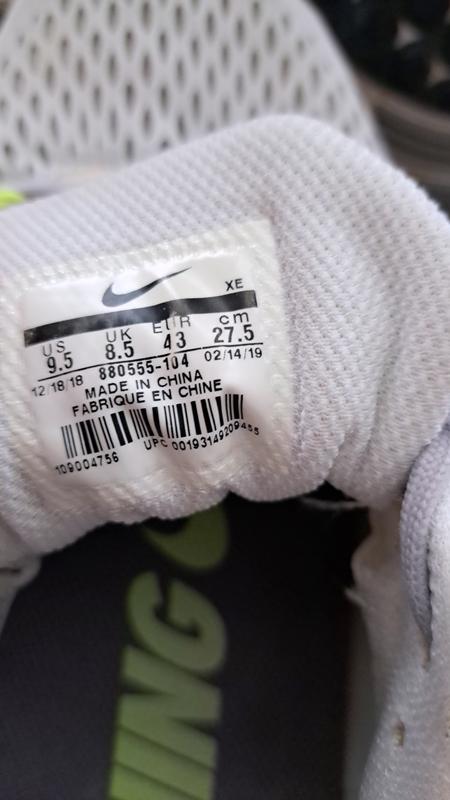 XE
US UK EUR cm
9.5 8.5 43 27.5
12/18/18 880555-104 02/14/19
MADE IN CHINA
FABRIQUE EN CHINE
UPC 00193149209455
109004756
NING